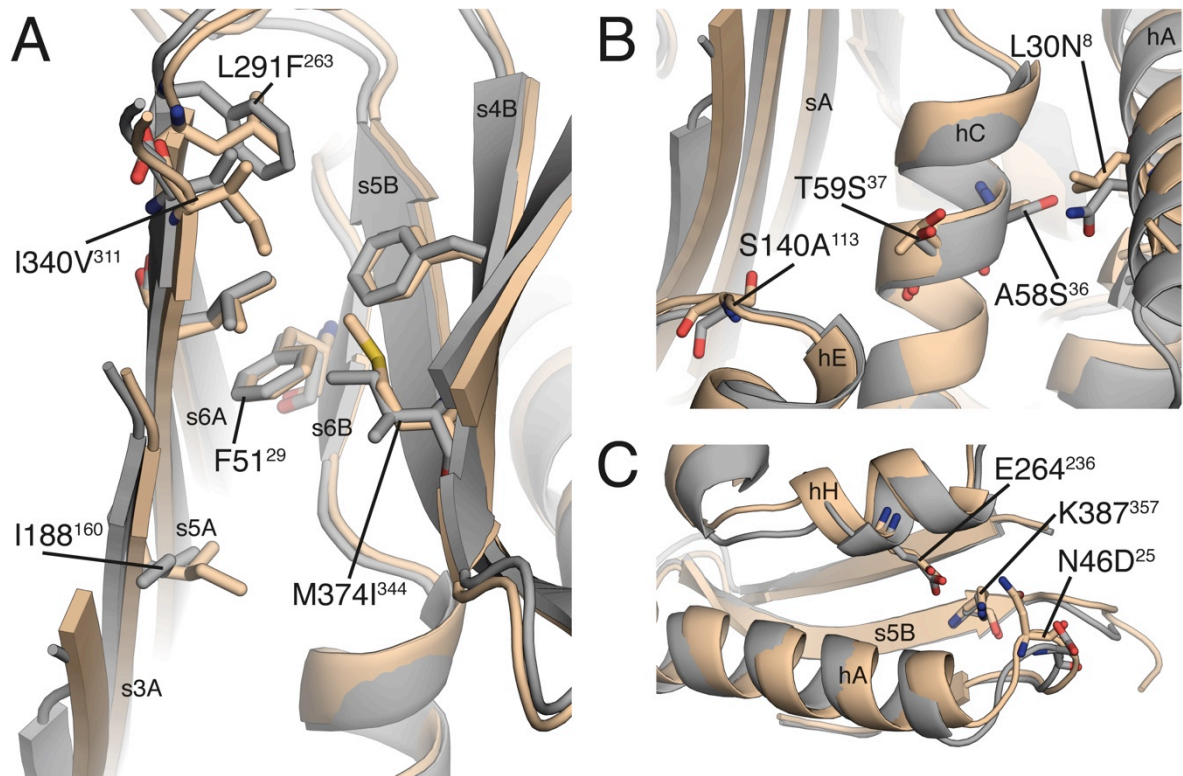 A
L291F²⁶³
s4B
s5B
I340V³¹¹
s6A
s6B
F51²⁹
I188¹⁶⁰
s5A
M374I³⁴⁴
s3A
B
L30N⁸
hA
sA
hC
T59S³⁷
S140A¹¹³
A58S³⁶
hE
C
E264²³⁶
hH
K387³⁵⁷
N46D²⁵
s5B
hA